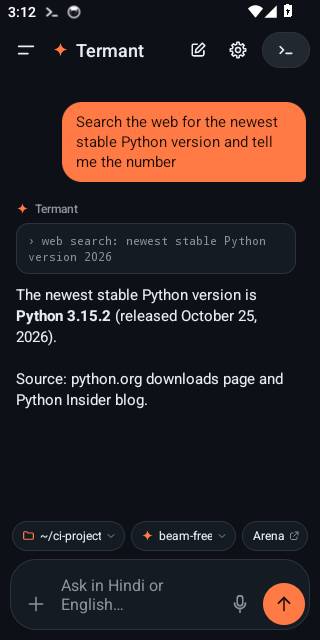 3:12
Termant
Search the web for the newest
stable Python version and tell
me the number
Termant
› web search: newest stable Python
version 2026
The newest stable Python version is
Python 3.15.2 (released October 25,
2026).
Source: python.org downloads page and
Python Insider blog.
~/ci-project
beam-free
Arena
Ask in Hindi or
English…